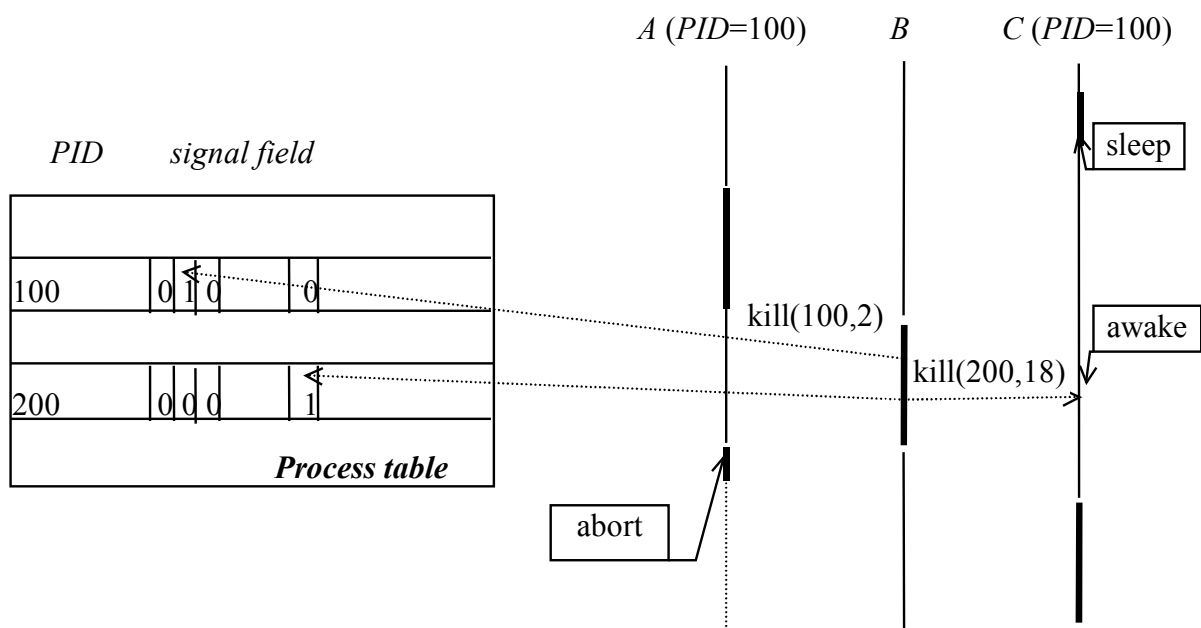 A (PID=100) B C (PID=100)
PID signal field
sleep
100 0 1 0 0
kill(100,2)
awake
kill(200,18)
200 0 0 0 1
Process table
abort